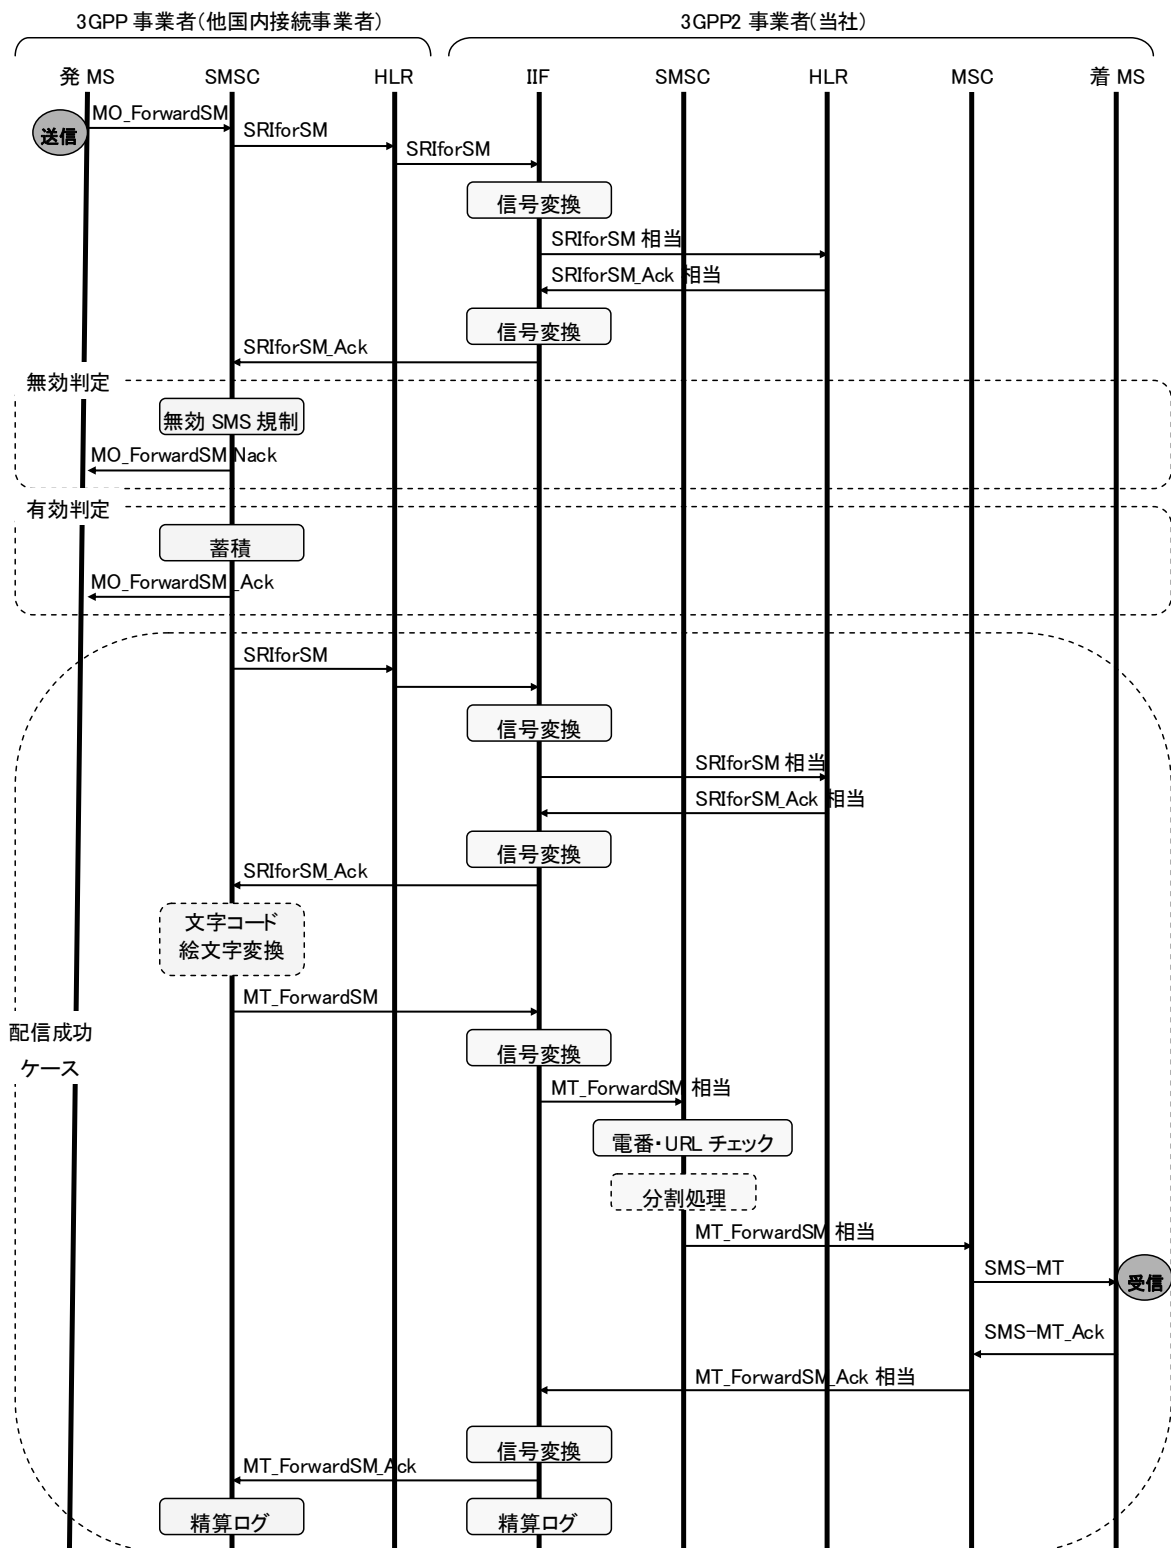 3GPP 事業者(他国内接続事業者)
3GPP2 事業者(当社)
発 MS
SMSC
HLR
IIF
SMSC
HLR
MSC
着 MS
送信
MO_ForwardSM
SRIforSM
SRIforSM
信号変換
SRIforSM 相当
SRIforSM_Ack 相当
信号変換
SRIforSM_Ack
無効判定
無効 SMS 規制
MO_ForwardSM Nack
有効判定
蓄積
MO_ForwardSM _Ack
SRIforSM
信号変換
SRIforSM 相当
SRIforSM_Ack 相当
信号変換
SRIforSM_Ack
文字コード
絵文字変換
MT_ForwardSM
配信成功
ケース
信号変換
MT_ForwardSM 相当
電番・URL チェック
分割処理
MT_ForwardSM 相当
SMS-MT
受信
SMS-MT_Ack
MT_ForwardSM_Ack 相当
信号変換
MT_ForwardSM_Ack
精算ログ
精算ログ